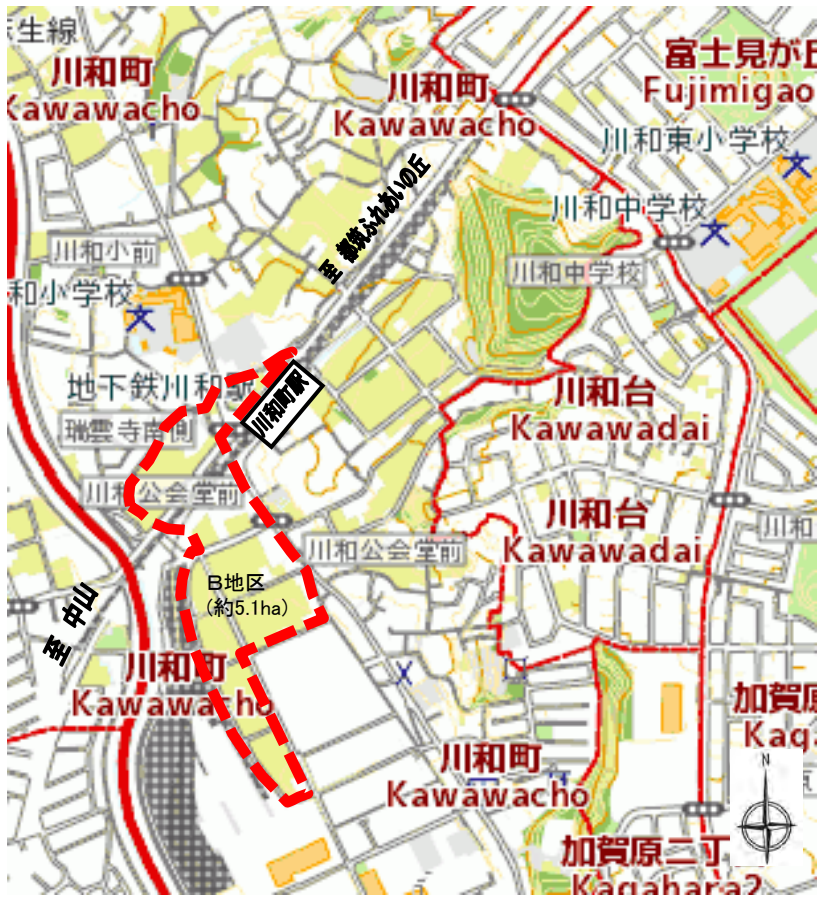 生線
川和町
Kawawacho
川和町
Kawawacho
富士見が丘
Fujimigao
川和東小学校
至 都筑ふれあいの丘
川和中学校
川和小前
川和中学校
和小学校
地下鉄川和駅
川和町駅
川和台
Kawawadai
瑞雲寺南側
川和公会堂前
川和台
Kawawadai
川和
川和公会堂前
B地区
(約5.1ha)
至 中山
川和町
Kawawacho
加賀原
Kaga
川和町
Kawawacho
N
加賀原二丁
Kagahara2